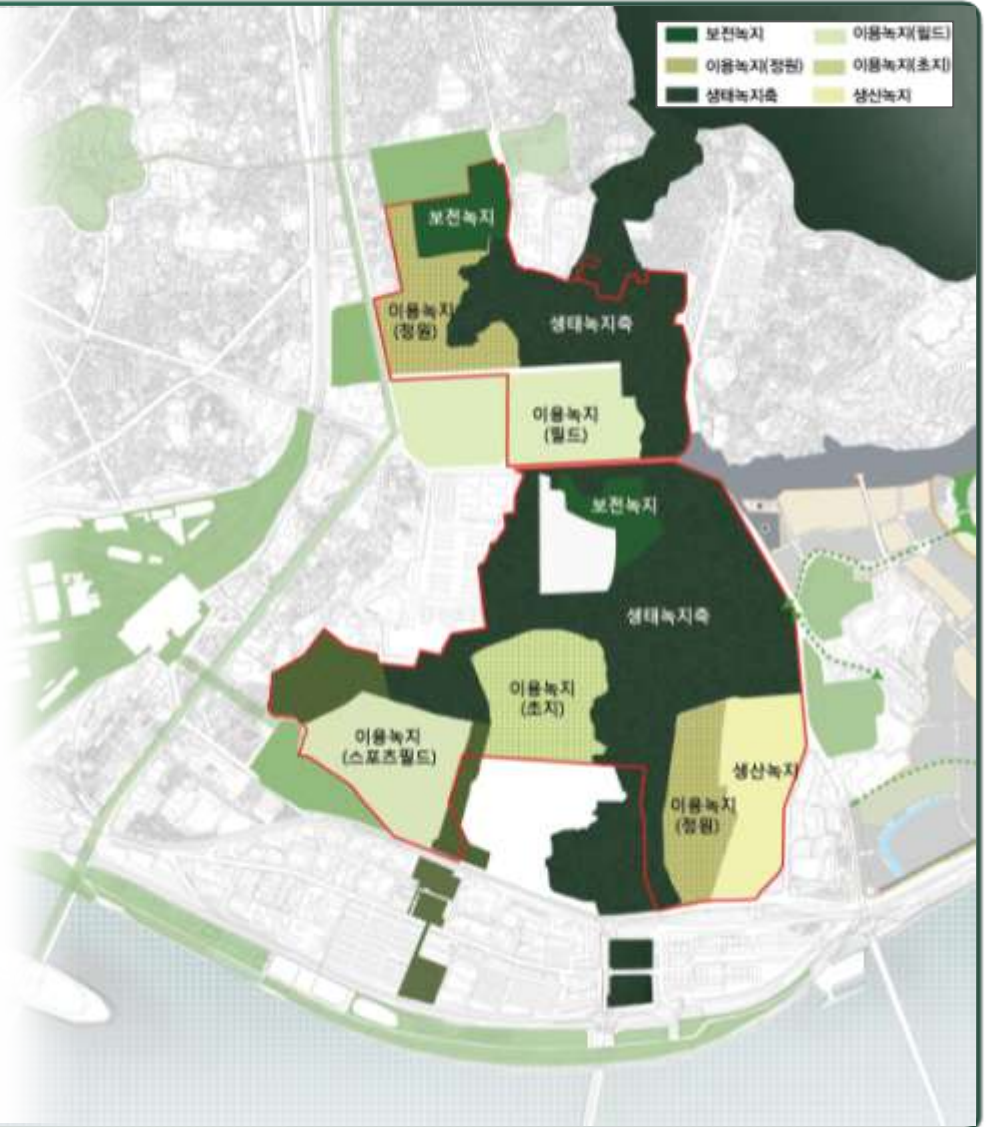 보전녹지
이용녹지(필드)
이용녹지(정원)
이용녹지(초지)
생태녹지축
생산녹지
보전녹지
이용녹지
(정원)
생태녹지축
이용녹지
(필드)
보전녹지
생태녹지축
이용녹지
(초지)
이용녹지
(스포츠필드)
생산녹지
이용녹지
(정원)